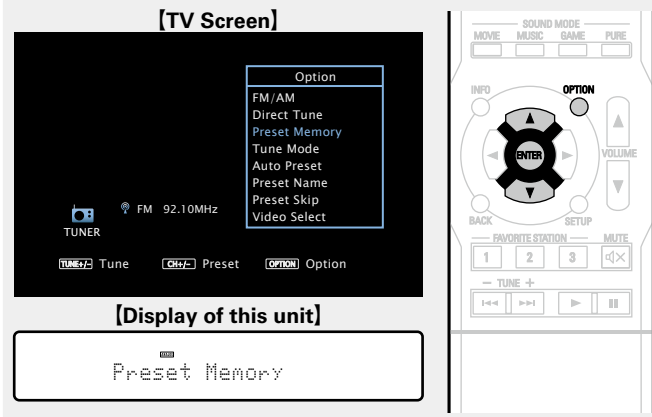 【TV Screen】
Option
FM/AM
Direct Tune
Preset Memory
Tune Mode
Auto Preset
Preset Name
Preset Skip
Video Select
FM 92.10MHz
TUNER
TUNE+/- Tune CH+/- Preset OPTION Option
【Display of this unit】
Preset Memory
SOUND MODE
MOVIE MUSIC GAME PURE
INFO OPTION
ENTER
VOLUME
BACK SETUP
FAVORITE STATION MUTE
1 2 3
− TUNE +